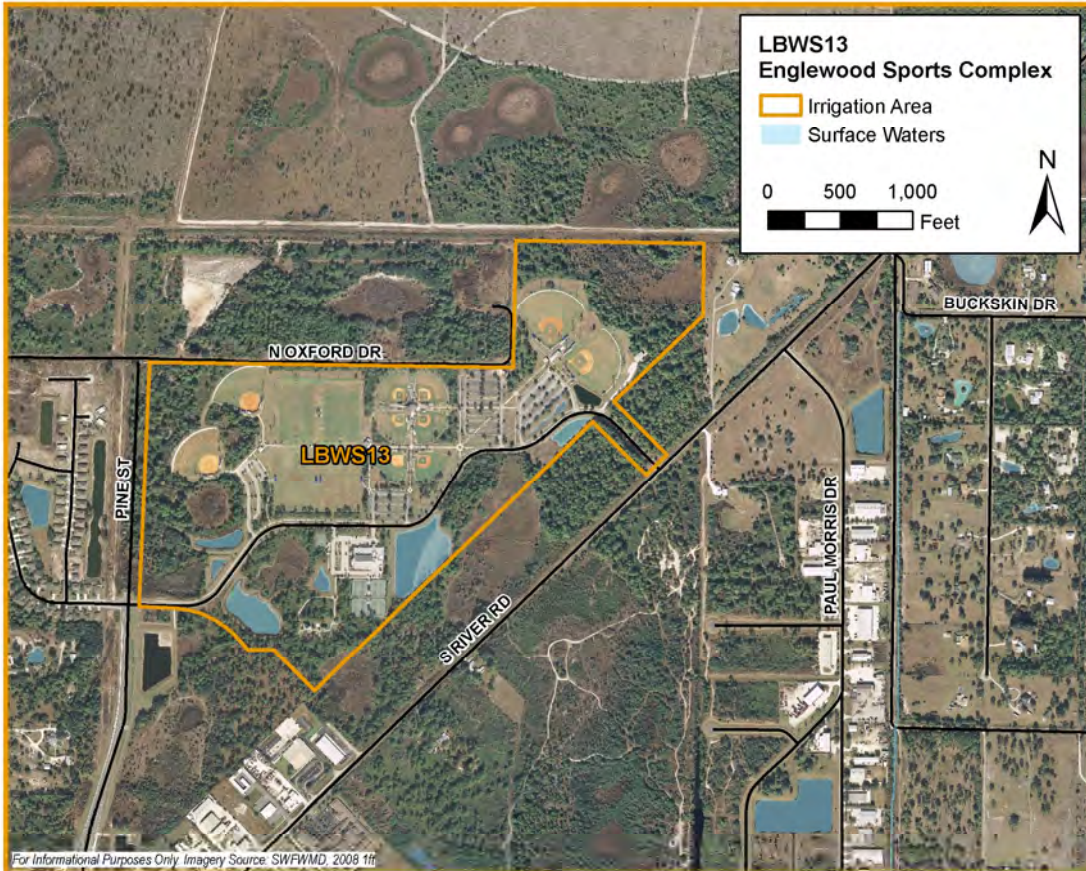 LBWS13
Englewood Sports Complex
Irrigation Area
Surface Waters
N
0 500 1,000
Feet
BUCKSKIN DR
N OXFORD DR
LBWS13
PINE ST
PAUL MORRIS DR
S RIVER RD
For Informational Purposes Only. Imagery Source: SWFWMD, 2008 1ft